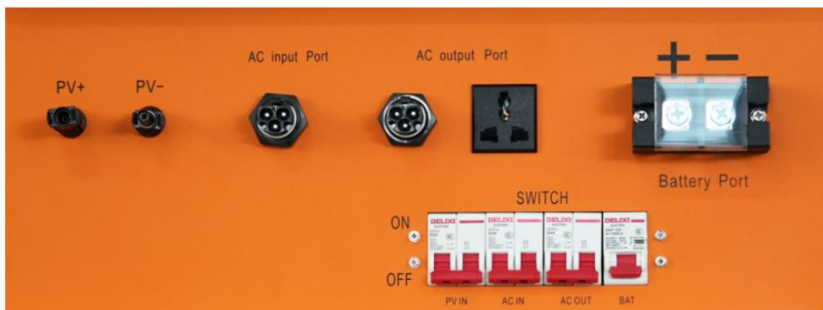 AC input Port
AC output Port
+ −
PV+
PV-
Battery Port
SWITCH
ON
OFF
DELIXI
DELIXI
DELIXI
DELIXI
PV IN
AC IN
AC OUT
BAT